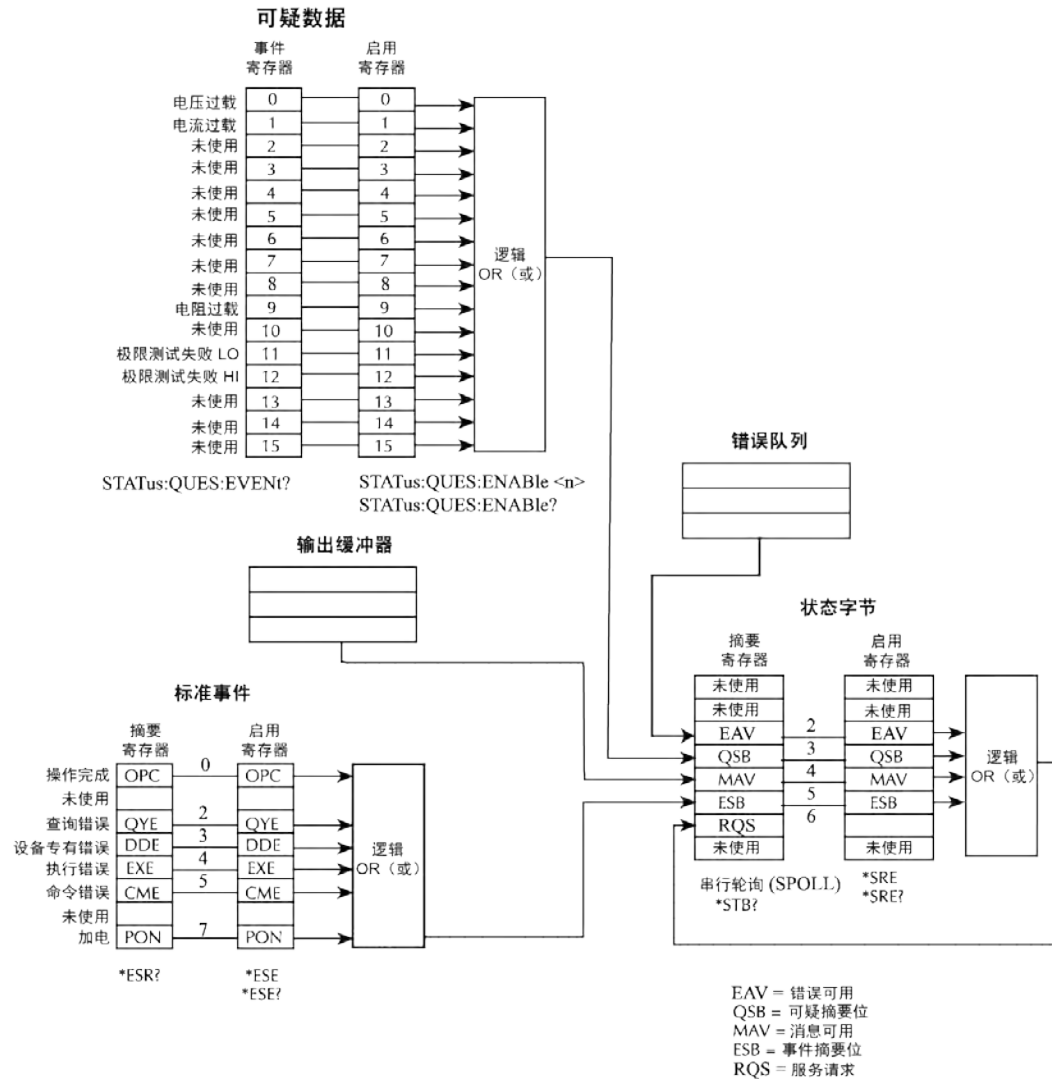 可疑数据
事件
寄存器
启用
寄存器
电压过载 0 0
电流过载 1 1
未使用 2 2
未使用 3 3
未使用 4 4
未使用 5 5
未使用 6 6
未使用 7 7
未使用 8 8
电阻过载 9 9
未使用 10 10
极限测试失败 LO 11 11
极限测试失败 HI 12 12
未使用 13 13
未使用 14 14
未使用 15 15
逻辑
OR（或）
STATus:QUES:EVENt?
STATus:QUES:ENABle <n>
STATus:QUES:ENABle?
错误队列
输出缓冲器
状态字节
摘要
寄存器
启用
寄存器
未使用 未使用
未使用 未使用
EAV 2 EAV
QSB 3 QSB
MAV 4 MAV
ESB 5 ESB
RQS 6
未使用 未使用
逻辑
OR（或）
串行轮询 (SPOLL)
*STB?
*SRE
*SRE?
标准事件
摘要
寄存器
启用
寄存器
操作完成 OPC 0 OPC
未使用
查询错误 QYE 2 QYE
设备专有错误 DDE 3 DDE
执行错误 EXE 4 EXE
命令错误 CME 5 CME
未使用
加电 PON 7 PON
逻辑
OR（或）
*ESR?
*ESE
*ESE?
EAV = 错误可用
QSB = 可疑摘要位
MAV = 消息可用
ESB = 事件摘要位
RQS = 服务请求